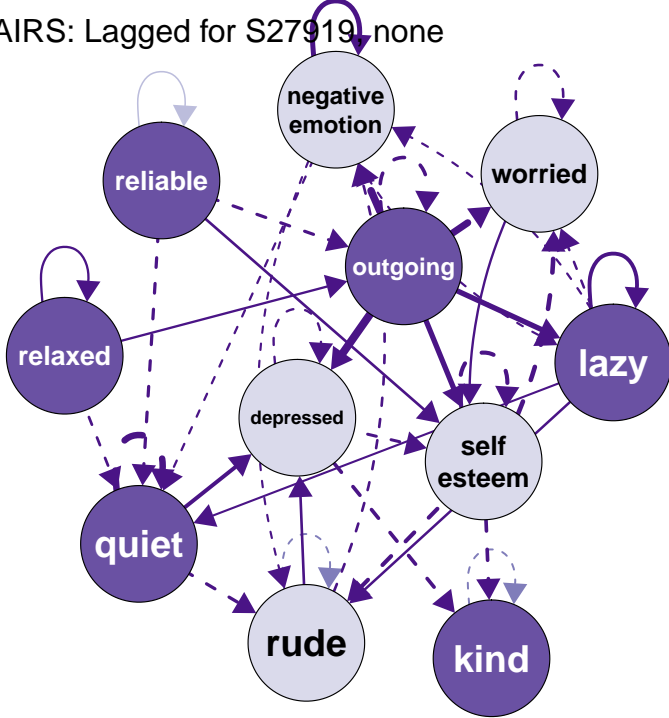 AIRS: Lagged for S27919, none
negative
emotion
worried
reliable
outgoing
relaxed
lazy
depressed
self
esteem
quiet
rude
kind